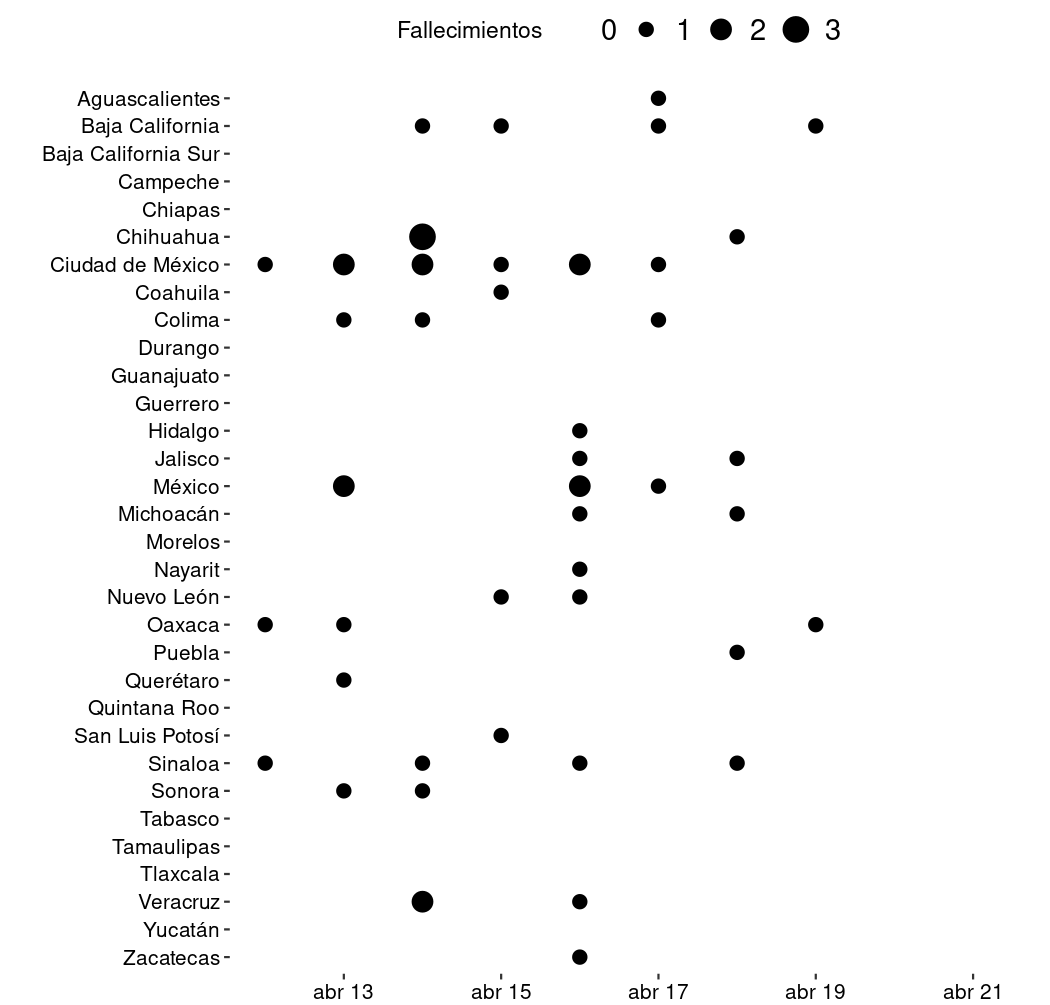 Fallecimientos 0 1 2 3
Aguascalientes
Baja California
Baja California Sur
Campeche
Chiapas
Chihuahua
Ciudad de México
Coahuila
Colima
Durango
Guanajuato
Guerrero
Hidalgo
Jalisco
México
Michoacán
Morelos
Nayarit
Nuevo León
Oaxaca
Puebla
Querétaro
Quintana Roo
San Luis Potosí
Sinaloa
Sonora
Tabasco
Tamaulipas
Tlaxcala
Veracruz
Yucatán
Zacatecas
abr 13 abr 15 abr 17 abr 19 abr 21